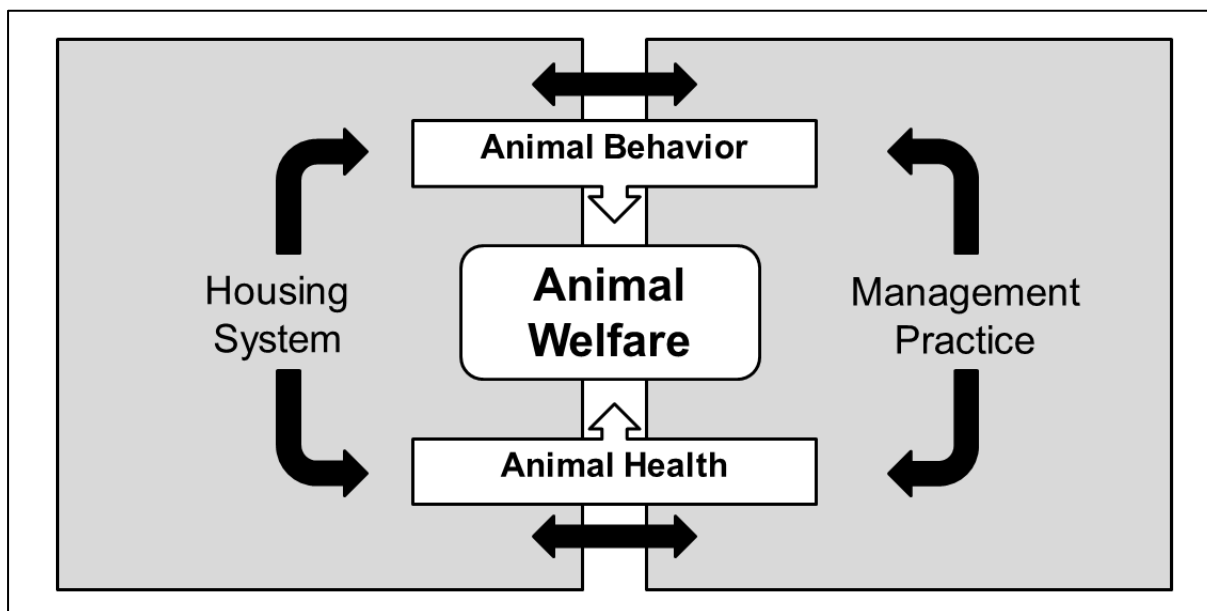 Animal Behavior
Housing
System
Animal
Welfare
Management
Practice
Animal Health